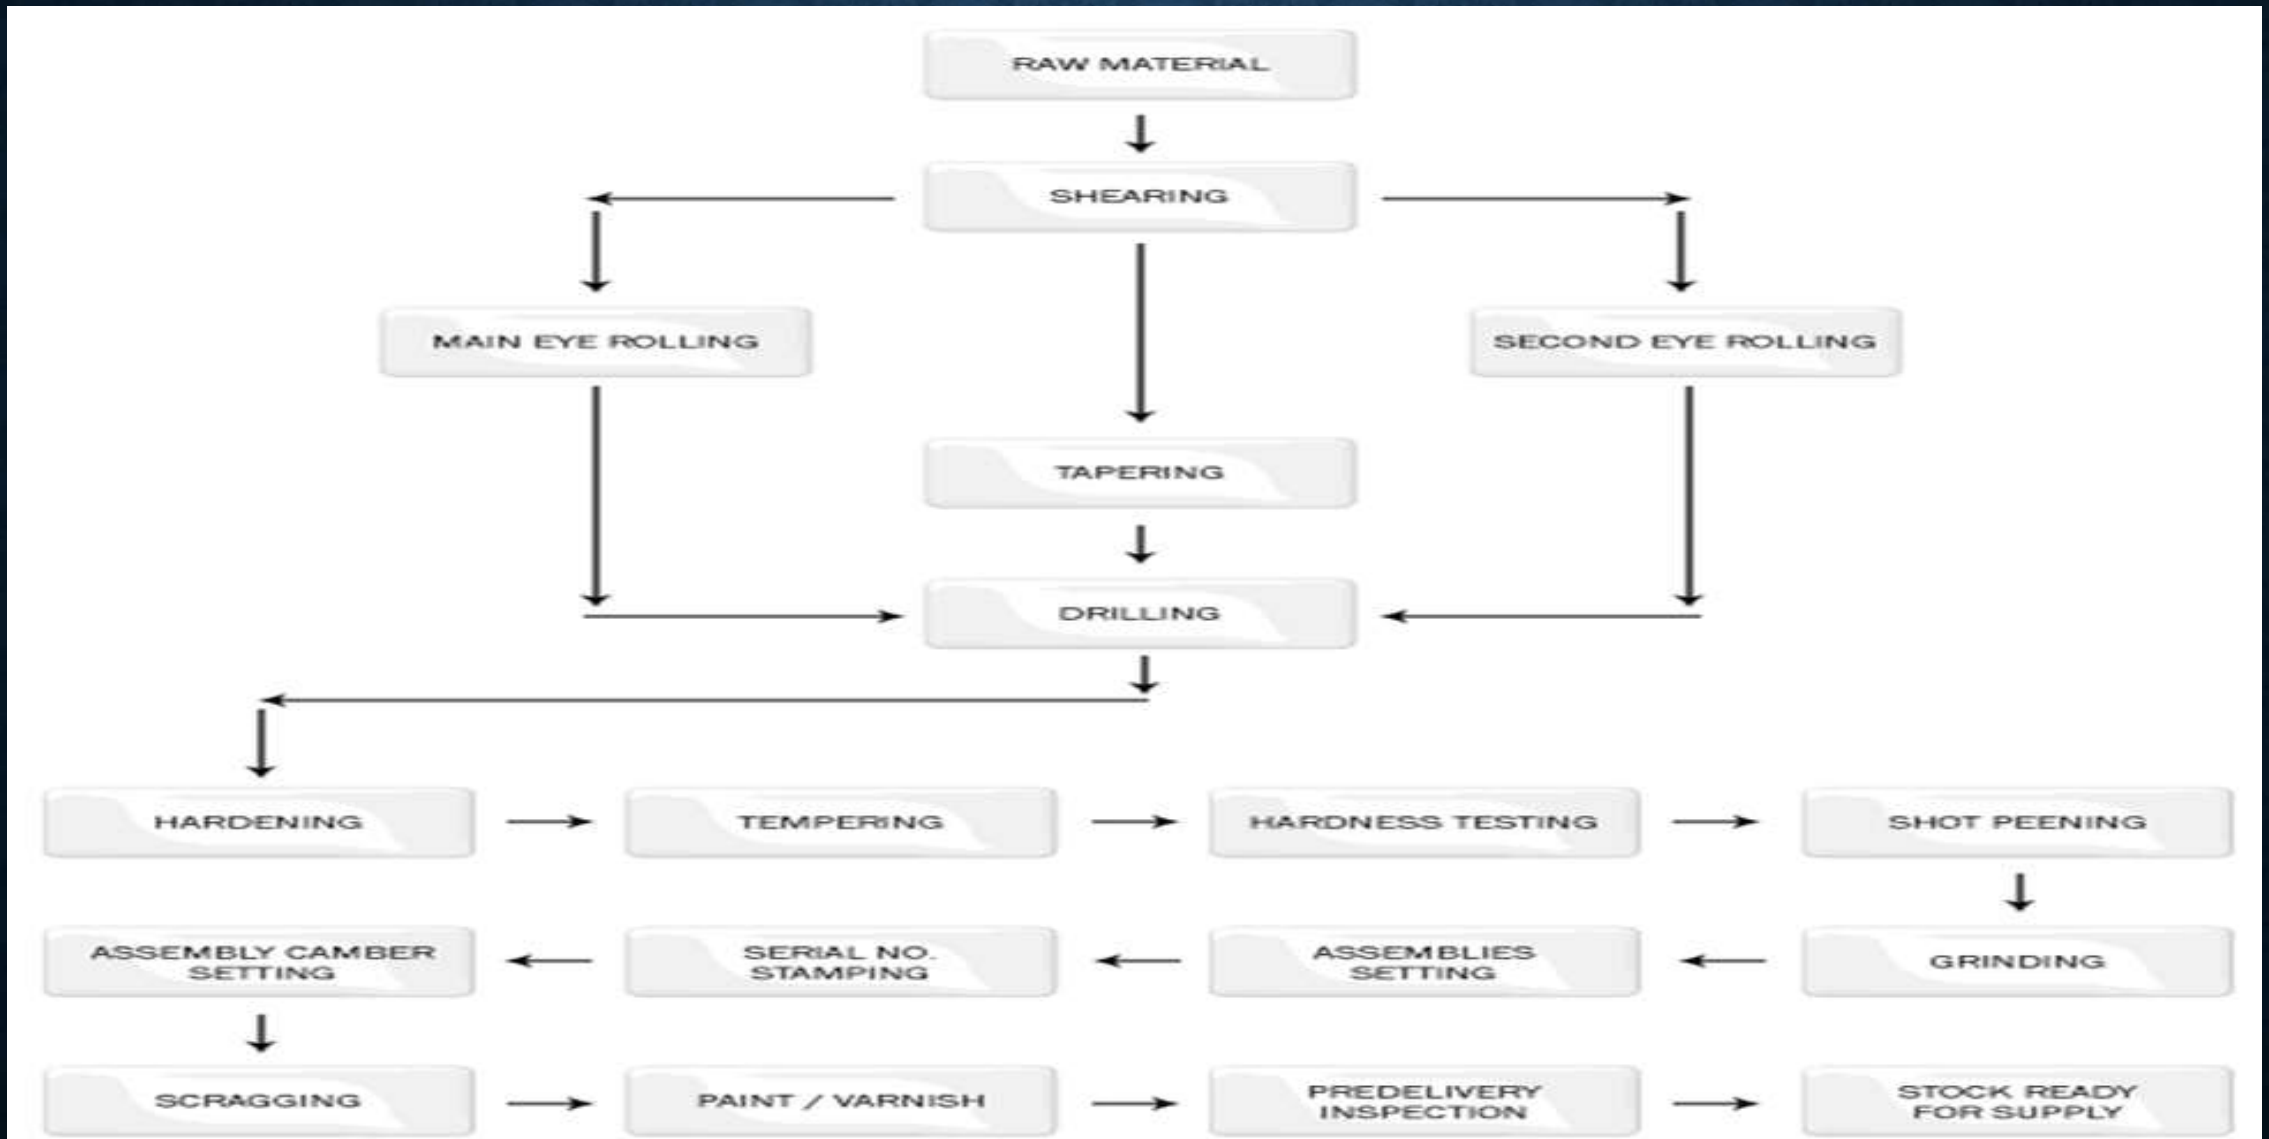 RAW MATERIAL
SHEARING
MAIN EYE ROLLING
SECOND EYE ROLLING
TAPERING
DRILLING
HARDENING
TEMPERING
HARDNESS TESTING
SHOT PEENING
GRINDING
ASSEMBLIES
SETTING
SERIAL NO.
STAMPING
ASSEMBLY CAMBER
SETTING
SCRAGGING
PAINT / VARNISH
PREDELIVERY
INSPECTION
STOCK READY
FOR SUPPLY